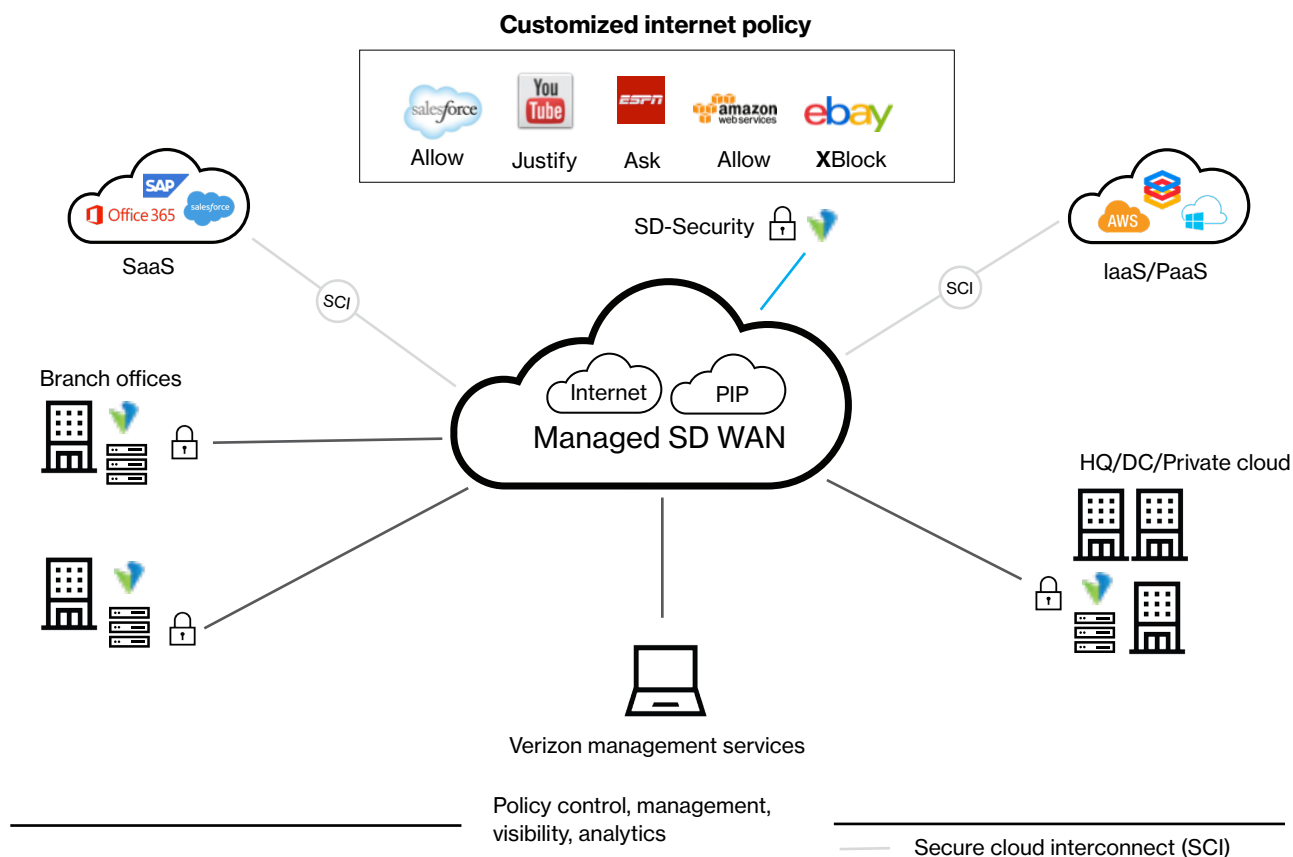 Customized internet policy
salesforce
You
Tube
ESPN
amazon
webservices
ebay
Allow
Justify
Ask
Allow
XBlock
SAP
Office 365
salesforce
SaaS
SD-Security
AWS
IaaS/PaaS
SCI
SCI
Branch offices
Internet
PIP
Managed SD WAN
HQ/DC/Private cloud
Verizon management services
Policy control, management,
visibility, analytics
Secure cloud interconnect (SCI)